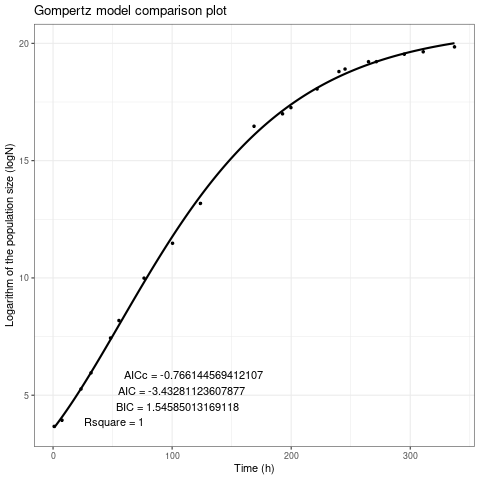 Gompertz model comparison plot
Logarithm of the population size (logN)
20
15
10
5
AICc = -0.766144569412107
AIC = -3.43281123607877
BIC = 1.54585013169118
Rsquare = 1
0 100 200 300
Time (h)